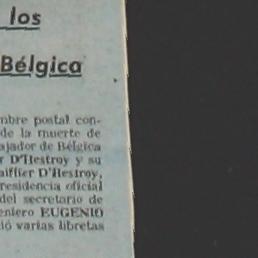 los
Bélgica
mbre postal con-
de la muerte de
ajador de Bélgica
r D'Hestroy y su
aiffier D'Hestroy,
residencia oficial
del secretario de
eniero EUGENIO
ió varias libretas